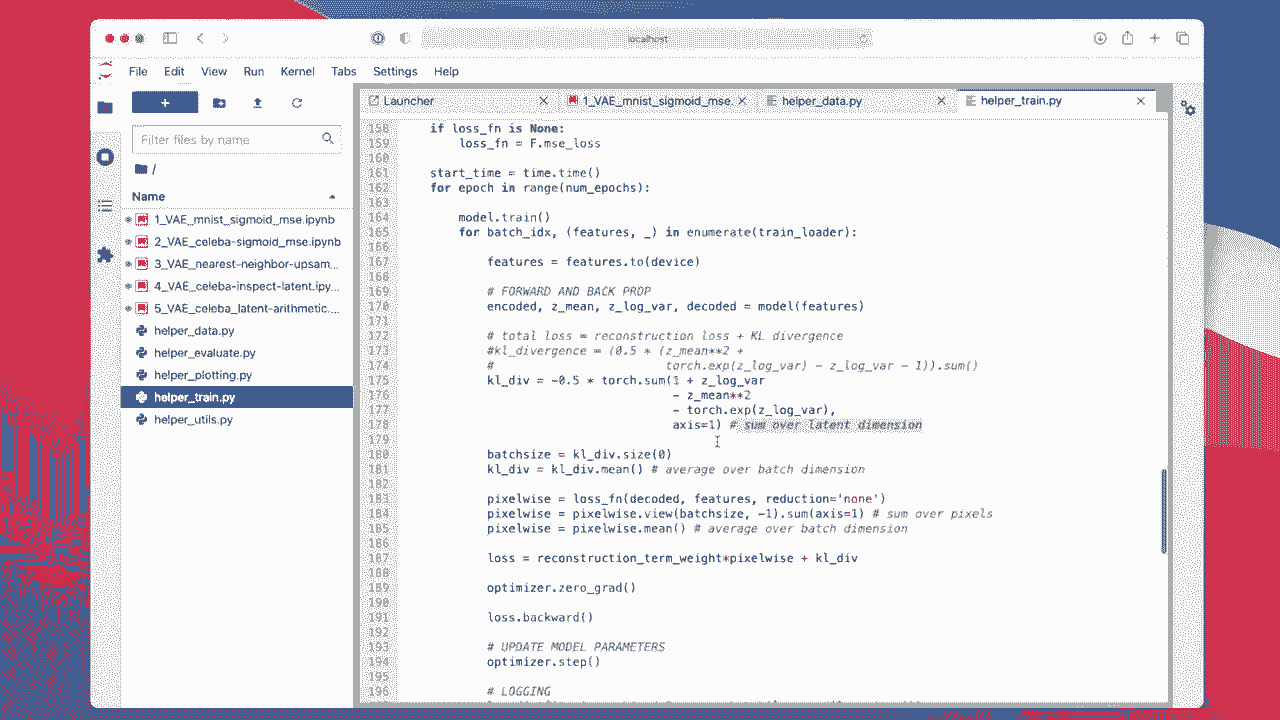 localhost
File Edit View Run Kernel Tabs Settings Help
+
Filter files by name
/
Name
1_VAE_mnist_sigmoid_mse.ipynb
2_VAE_celeba-sigmoid_mse.ipynb
3_VAE_nearest-neighbor-upsam...
4_VAE_celeba-inspect-latent.ipy...
5_VAE_celeba_latent-arithmetic....
helper_data.py
helper_evaluate.py
helper_plotting.py
helper_train.py
helper_utils.py
Launcher 1_VAE_mnist_sigmoid_mse. helper_data.py helper_train.py
158 if loss_fn is None:
159 loss_fn = F.mse_loss
160
161 start_time = time.time()
162 for epoch in range(num_epochs):
163
164 model.train()
165 for batch_idx, (features, _) in enumerate(train_loader):
166
167 features = features.to(device)
168
169 # FORWARD AND BACK PROP
170 encoded, z_mean, z_log_var, decoded = model(features)
171
172 # total loss = reconstruction loss + KL divergence
173 #kl_divergence = (0.5 * (z_mean**2 +
174 # torch.exp(z_log_var) - z_log_var - 1)).sum()
175 kl_div = -0.5 * torch.sum(1 + z_log_var
176 - z_mean**2
177 - torch.exp(z_log_var),
178 axis=1) # sum over latent dimension
179
180 batchsize = kl_div.size(0)
181 kl_div = kl_div.mean() # average over batch dimension
182
183 pixelwise = loss_fn(decoded, features, reduction='none')
184 pixelwise = pixelwise.view(batchsize, -1).sum(axis=1) # sum over pixels
185 pixelwise = pixelwise.mean() # average over batch dimension
186
187 loss = reconstruction_term_weight*pixelwise + kl_div
188
189 optimizer.zero_grad()
190
191 loss.backward()
192
193 # UPDATE MODEL PARAMETERS
194 optimizer.step()
195
196 # LOGGING